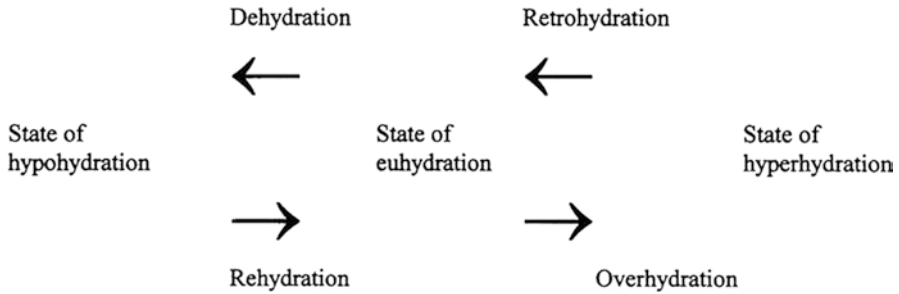 Dehydration
Retrohydration
State of
hypohydration
State of
euhydration
State of
hyperhydration
Rehydration
Overhydration